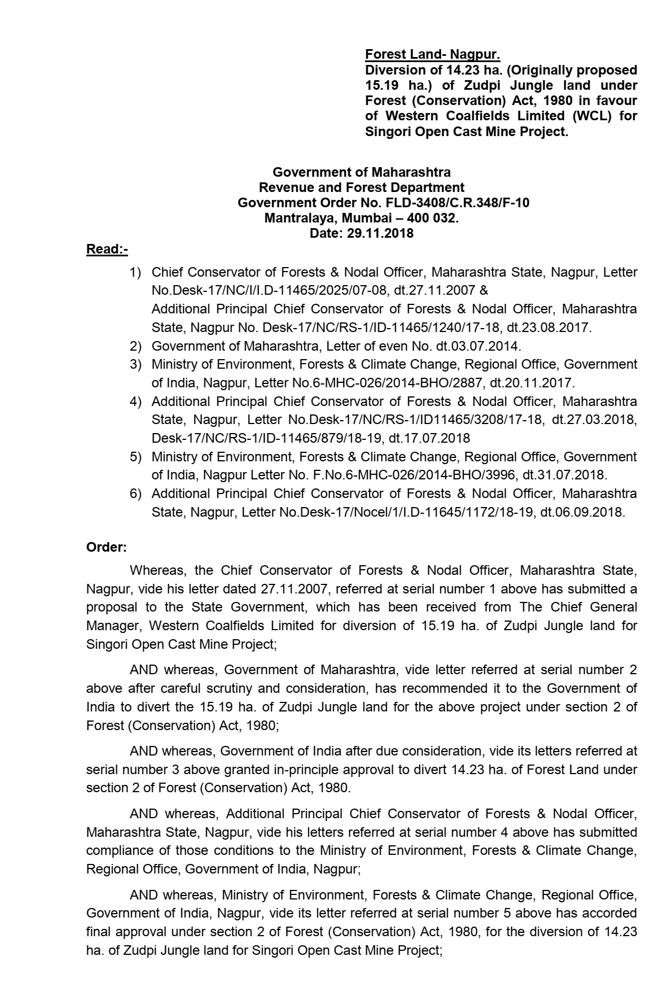 Forest Land- Nagpur.
Diversion of 14.23 ha. (Originally proposed
15.19 ha.) of Zudpi Jungle land under
Forest (Conservation) Act, 1980 in favour
of Western Coalfields Limited (WCL) for
Singori Open Cast Mine Project.
Government of Maharashtra
Revenue and Forest Department
Government Order No. FLD-3408/C.R.348/F-10
Mantralaya, Mumbai – 400 032.
Date: 29.11.2018
Read:-
1) Chief Conservator of Forests & Nodal Officer, Maharashtra State, Nagpur, Letter
No.Desk-17/NC/I/I.D-11465/2025/07-08, dt.27.11.2007 &
Additional Principal Chief Conservator of Forests & Nodal Officer, Maharashtra
State, Nagpur No. Desk-17/NC/RS-1/ID-11465/1240/17-18, dt.23.08.2017.
2) Government of Maharashtra, Letter of even No. dt.03.07.2014.
3) Ministry of Environment, Forests & Climate Change, Regional Office, Government
of India, Nagpur, Letter No.6-MHC-026/2014-BHO/2887, dt.20.11.2017.
4) Additional Principal Chief Conservator of Forests & Nodal Officer, Maharashtra
State, Nagpur, Letter No.Desk-17/NC/RS-1/ID11465/3208/17-18, dt.27.03.2018,
Desk-17/NC/RS-1/ID-11465/879/18-19, dt.17.07.2018
5) Ministry of Environment, Forests & Climate Change, Regional Office, Government
of India, Nagpur Letter No. F.No.6-MHC-026/2014-BHO/3996, dt.31.07.2018.
6) Additional Principal Chief Conservator of Forests & Nodal Officer, Maharashtra
State, Nagpur, Letter No.Desk-17/Nocel/1/I.D-11645/1172/18-19, dt.06.09.2018.
Order:
Whereas, the Chief Conservator of Forests & Nodal Officer, Maharashtra State,
Nagpur, vide his letter dated 27.11.2007, referred at serial number 1 above has submitted a
proposal to the State Government, which has been received from The Chief General
Manager, Western Coalfields Limited for diversion of 15.19 ha. of Zudpi Jungle land for
Singori Open Cast Mine Project;
AND whereas, Government of Maharashtra, vide letter referred at serial number 2
above after careful scrutiny and consideration, has recommended it to the Government of
India to divert the 15.19 ha. of Zudpi Jungle land for the above project under section 2 of
Forest (Conservation) Act, 1980;
AND whereas, Government of India after due consideration, vide its letters referred at
serial number 3 above granted in-principle approval to divert 14.23 ha. of Forest Land under
section 2 of Forest (Conservation) Act, 1980.
AND whereas, Additional Principal Chief Conservator of Forests & Nodal Officer,
Maharashtra State, Nagpur, vide his letters referred at serial number 4 above has submitted
compliance of those conditions to the Ministry of Environment, Forests & Climate Change,
Regional Office, Government of India, Nagpur;
AND whereas, Ministry of Environment, Forests & Climate Change, Regional Office,
Government of India, Nagpur, vide its letter referred at serial number 5 above has accorded
final approval under section 2 of Forest (Conservation) Act, 1980, for the diversion of 14.23
ha. of Zudpi Jungle land for Singori Open Cast Mine Project;